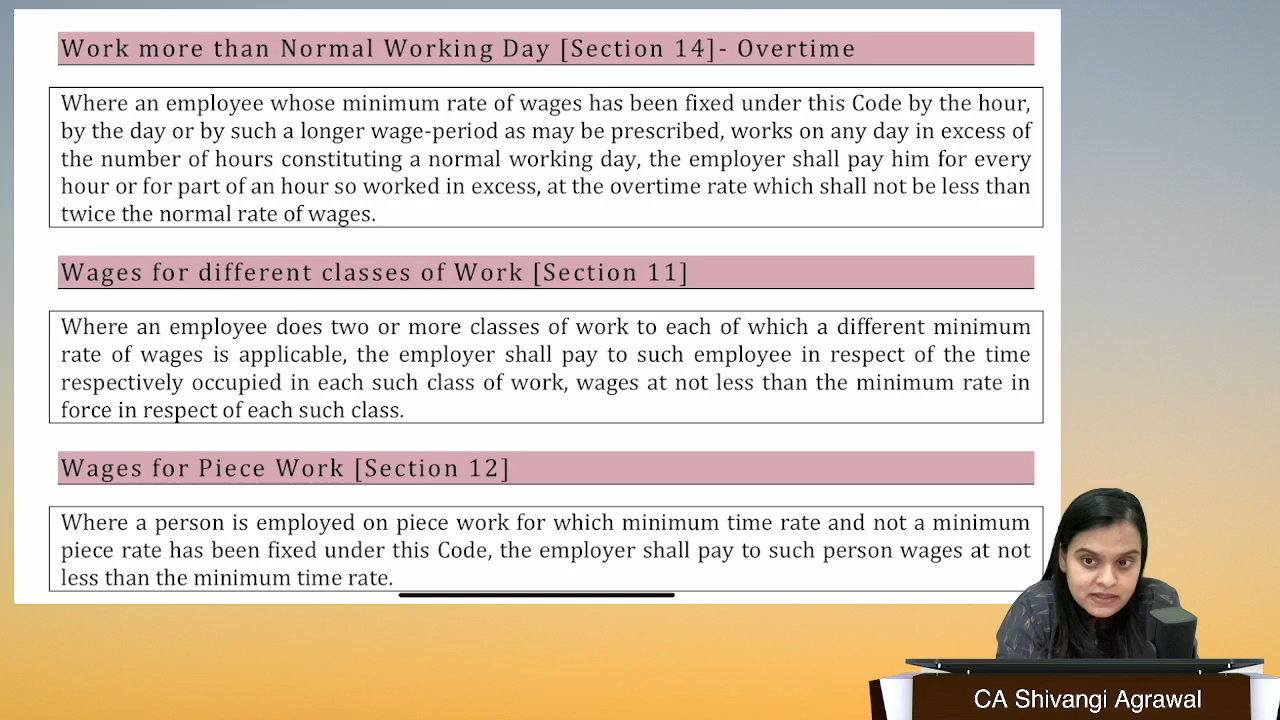 Work more than Normal Working Day [Section 14]- Overtime
Where an employee whose minimum rate of wages has been fixed under this Code by the hour,
by the day or by such a longer wage-period as may be prescribed, works on any day in excess of
the number of hours constituting a normal working day, the employer shall pay him for every
hour or for part of an hour so worked in excess, at the overtime rate which shall not be less than
twice the normal rate of wages.
Wages for different classes of Work [Section 11]
Where an employee does two or more classes of work to each of which a different minimum
rate of wages is applicable, the employer shall pay to such employee in respect of the time
respectively occupied in each such class of work, wages at not less than the minimum rate in
force in respect of each such class.
Wages for Piece Work [Section 12]
Where a person is employed on piece work for which minimum time rate and not a minimum
piece rate has been fixed under this Code, the employer shall pay to such person wages at not
less than the minimum time rate.
CA Shivangi Agrawal